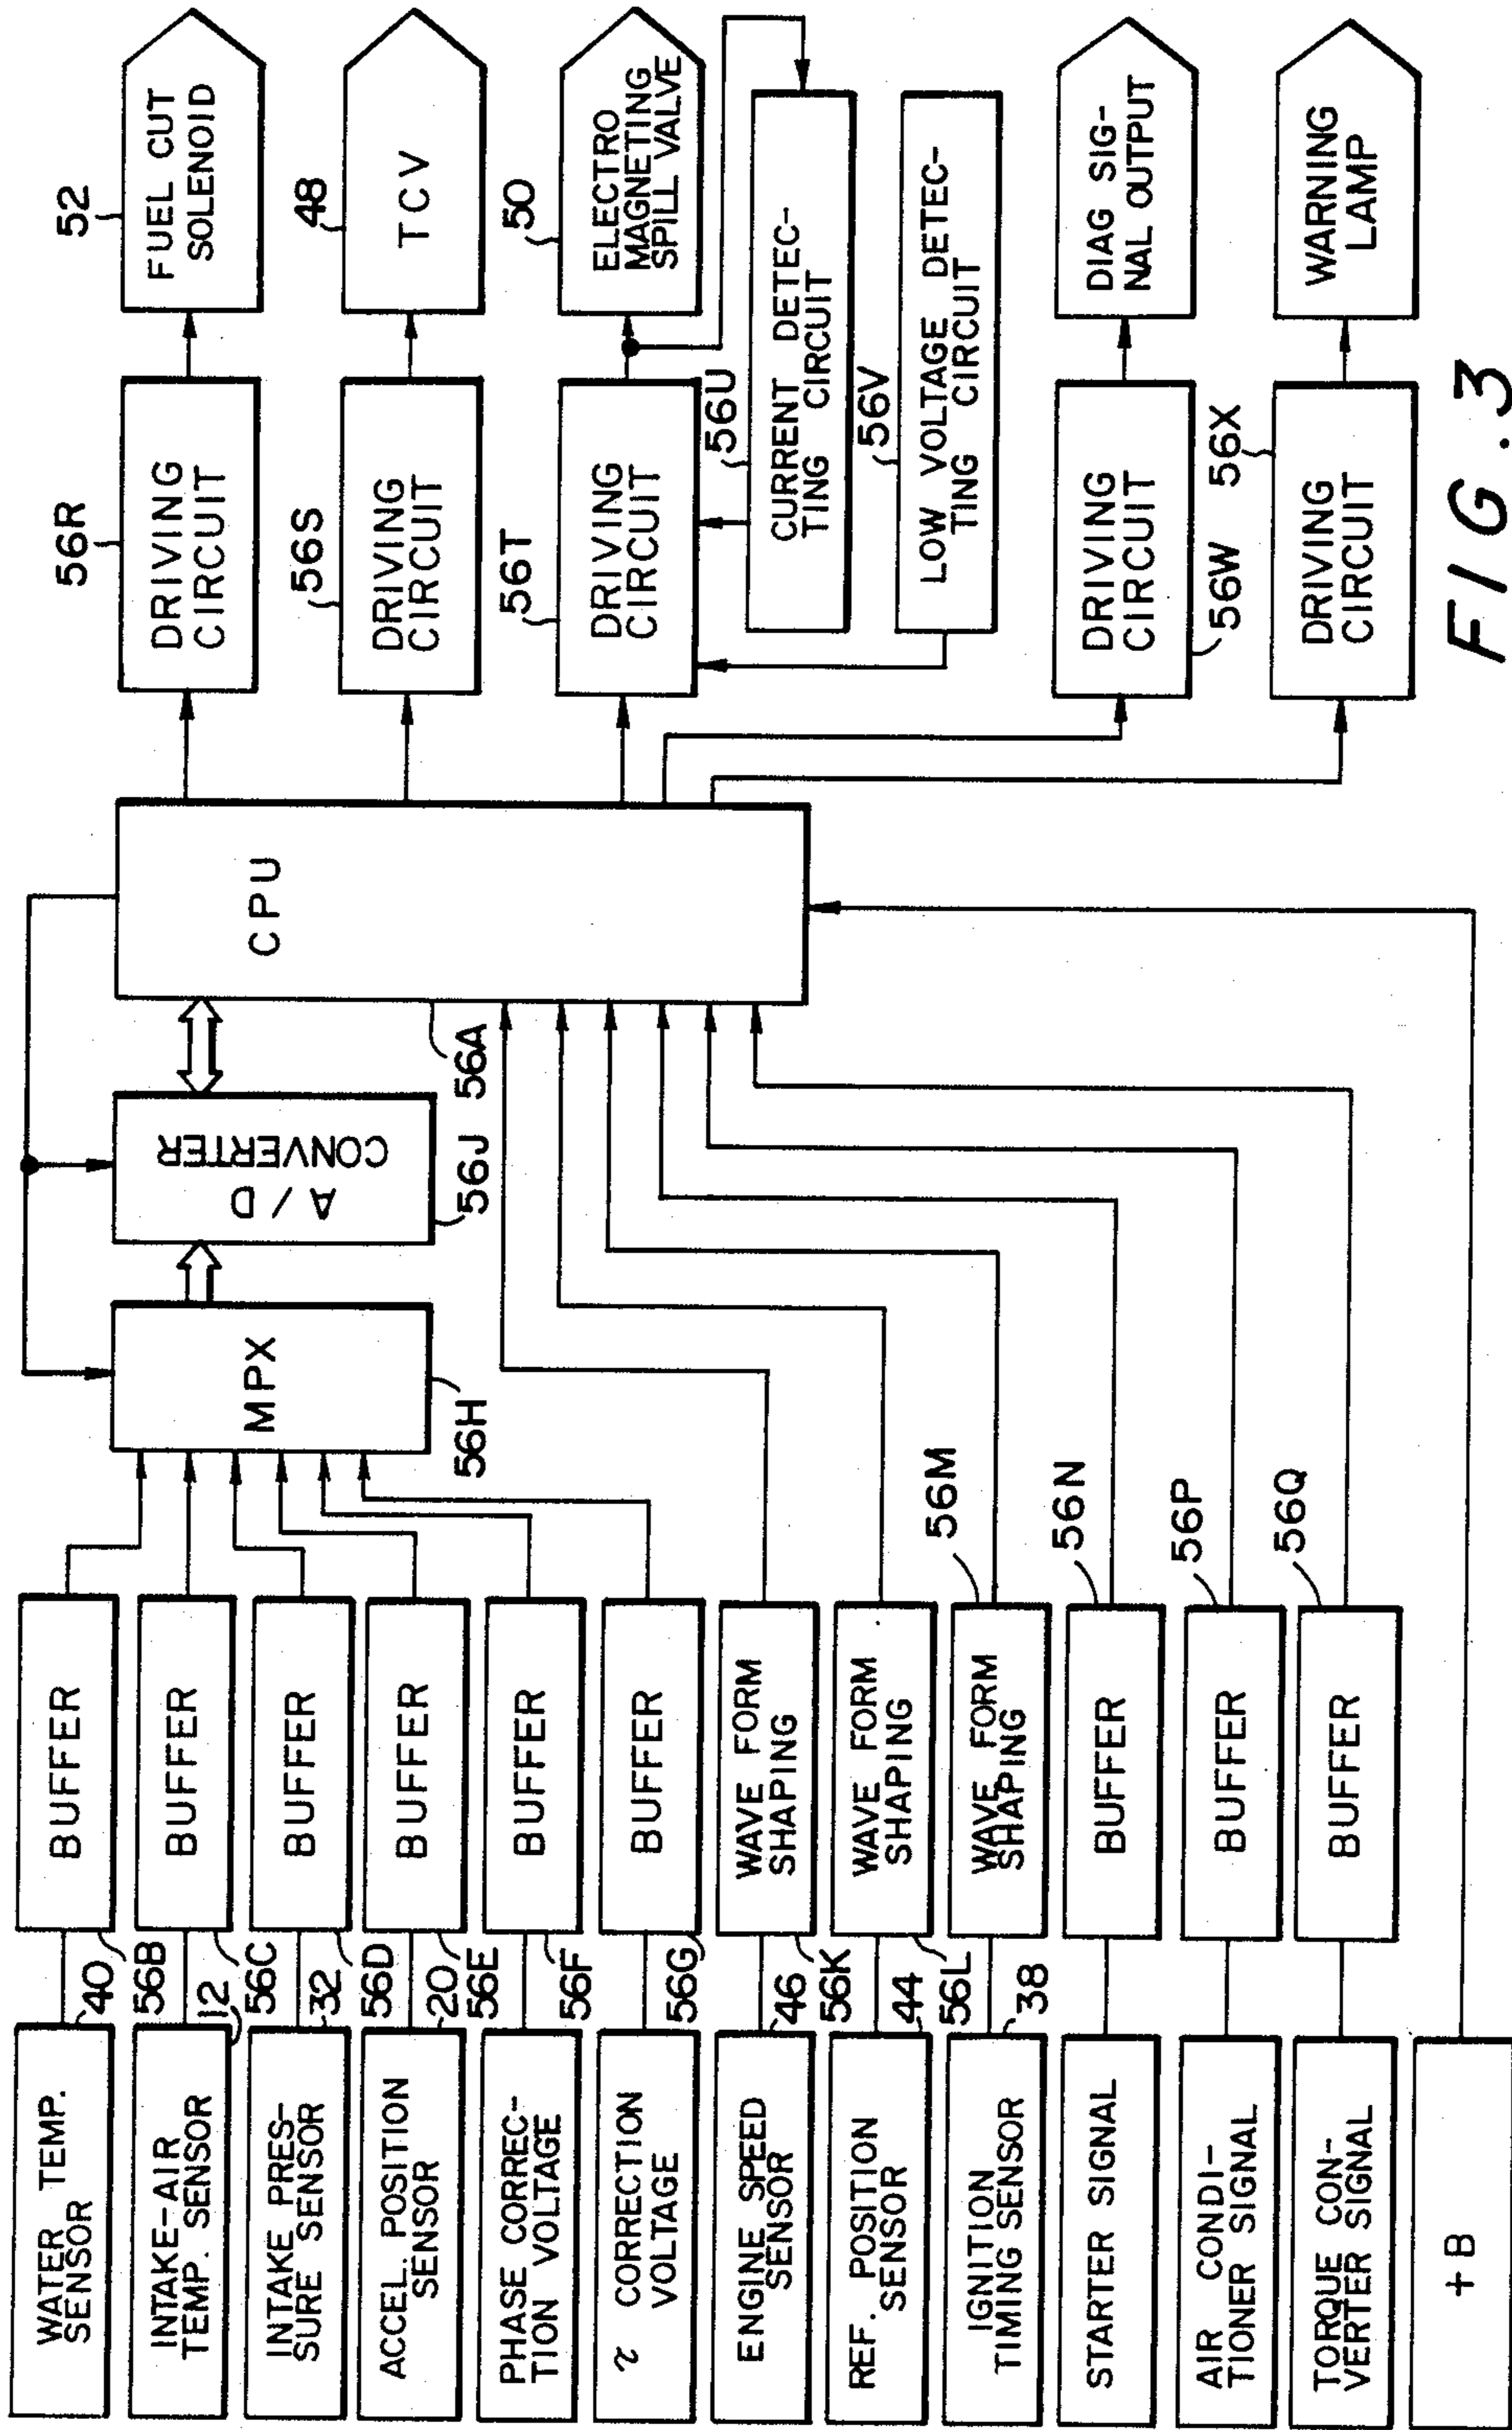 WATER TEMP.
SENSOR
40
BUFFER
56B
INTAKE-AIR
TEMP. SENSOR
12
BUFFER
56C
INTAKE PRES-
SURE SENSOR
32
BUFFER
56D
ACCEL. POSITION
SENSOR
20
BUFFER
56E
PHASE CORREC-
TION VOLTAGE
BUFFER
56F
τ CORRECTION
VOLTAGE
BUFFER
56G
ENGINE SPEED
SENSOR
46
WAVE FORM
SHAPING
56K
REF. POSITION
SENSOR
44
WAVE FORM
SHAPING
56L
IGNITION
TIMING SENSOR
38
WAVE FORM
SHAPING
56M
STARTER SIGNAL
BUFFER
56N
AIR CONDI-
TIONER SIGNAL
BUFFER
56P
TORQUE CON-
VERTER SIGNAL
BUFFER
56Q
+B
MPX
56H
A/D
CONVERTER
56J
CPU
56A
56R
DRIVING
CIRCUIT
52
FUEL CUT
SOLENOID
56S
DRIVING
CIRCUIT
48
TCV
56T
DRIVING
CIRCUIT
50
ELECTRO
MAGNETING
SPILL VALVE
56U
CURRENT DETEC-
TING CIRCUIT
56V
LOW VOLTAGE DETEC-
TING CIRCUIT
DRIVING
CIRCUIT
56W
DIAG SIG-
NAL OUTPUT
56X
DRIVING
CIRCUIT
WARNING
LAMP
FIG. 3